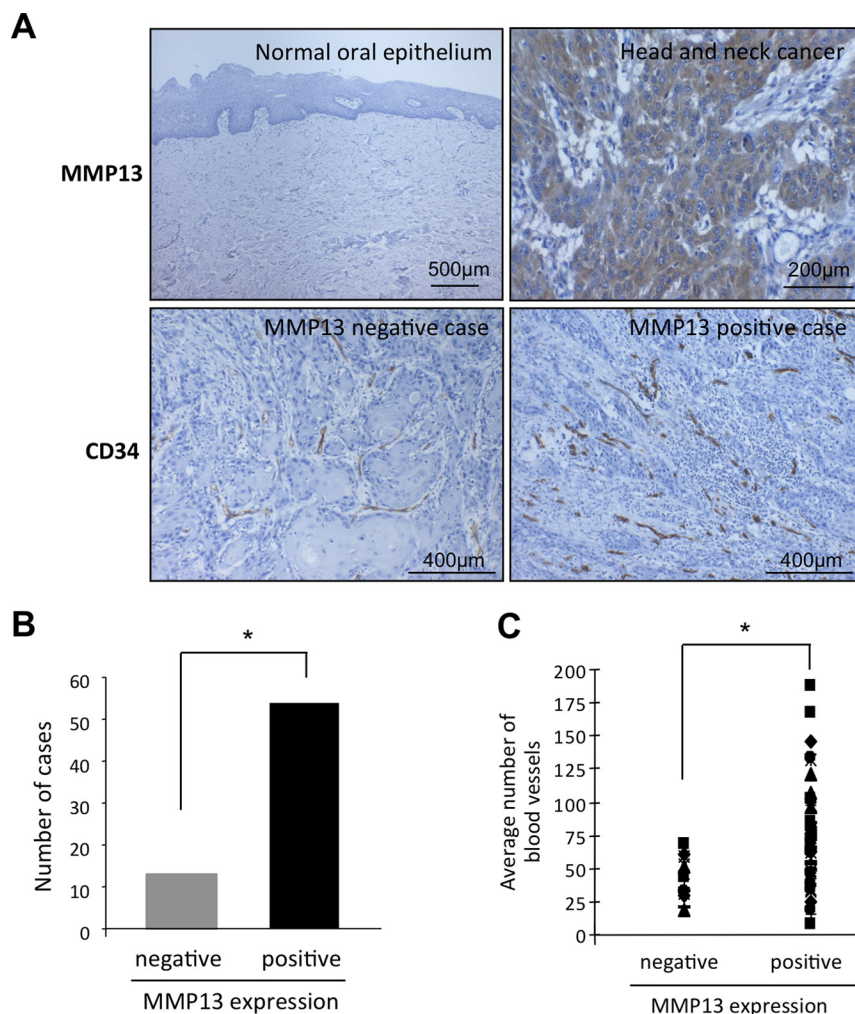 A
Normal oral epithelium
Head and neck cancer
MMP13
500µm
200µm
MMP13 negative case
MMP13 positive case
CD34
400µm
400µm
B
*
Number of cases
60
50
40
30
20
10
0
negative
positive
MMP13 expression
C
*
Average number of
blood vessels
200
175
150
125
100
75
50
25
0
negative
positive
MMP13 expression